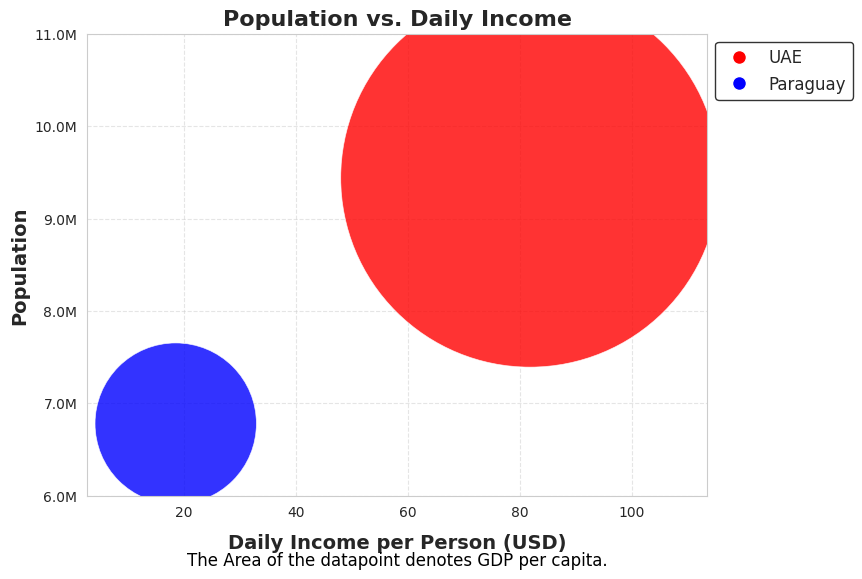 Population vs. Daily Income
11.0M
10.0M
9.0M
8.0M
7.0M
6.0M
Population
20 40 60 80 100
Daily Income per Person (USD)
The Area of the datapoint denotes GDP per capita.
UAE
Paraguay